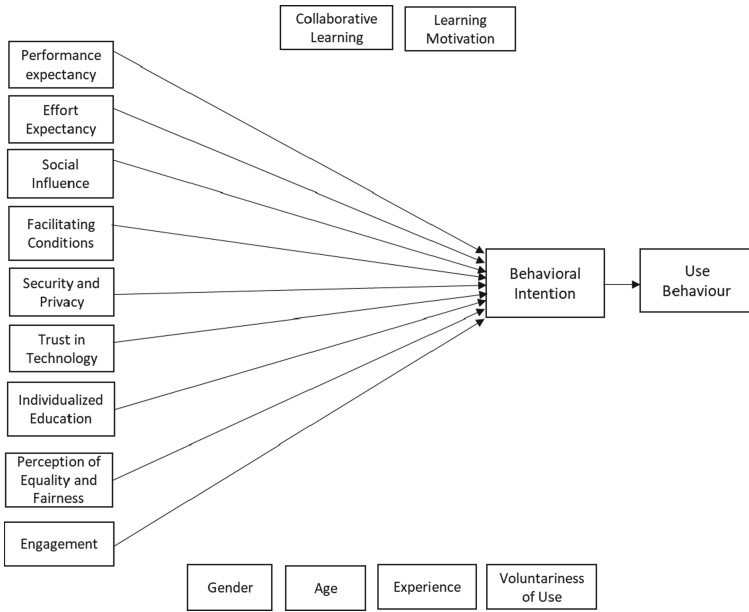 Collaborative
Learning
Learning
Motivation
Performance
expectancy
Effort
Expectancy
Social
Influence
Facilitating
Conditions
Security and
Privacy
Trust in
Technology
Individualized
Education
Perception of
Equality and
Fairness
Engagement
Behavioral
Intention
Use
Behaviour
Gender
Age
Experience
Voluntariness
of Use